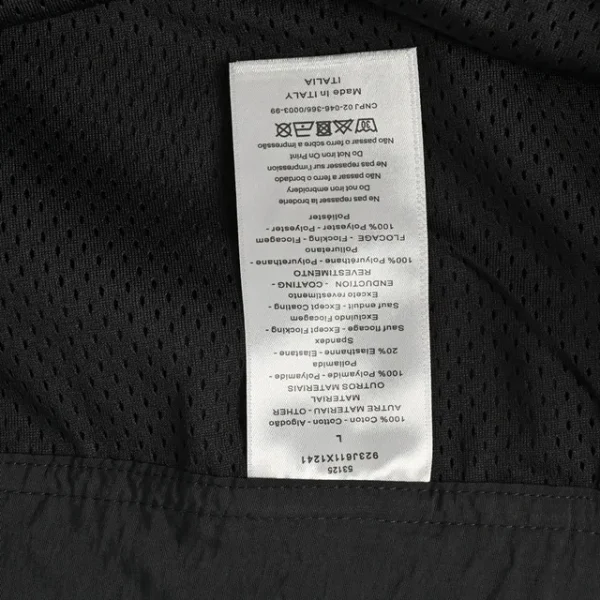 53125
923J611X1241
L
100% Coton - Cotton - Algodão
AUTRE MATERIAU - OTHER
MATERIAL
OUTROS MATERIAIS
100% Polyamide - Polyamide -
Poliamida
20% Elasthanne - Elastane -
Spandex
Sauf flocage - Except Flocking -
Excluindo Flocagem
Sauf enduit - Except Coating -
Exceto revestimento
ENDUCTION - COATING -
REVESTIMENTO
100% Polyuréthane - Polyurethane -
Poliuretano
FLOCAGE - Flocking - Flocagem
100% Polyester - Polyester -
Poliéster
Ne pas repasser la broderie
Do not iron embroidery
Não passar a ferro o bordado
Ne pas repasser sur l'impression
Do Not Iron On Print
Não passar o ferro sobre a impressão
30
CNPJ 02-046-366/0003-99
Made in ITALY
ITALIA